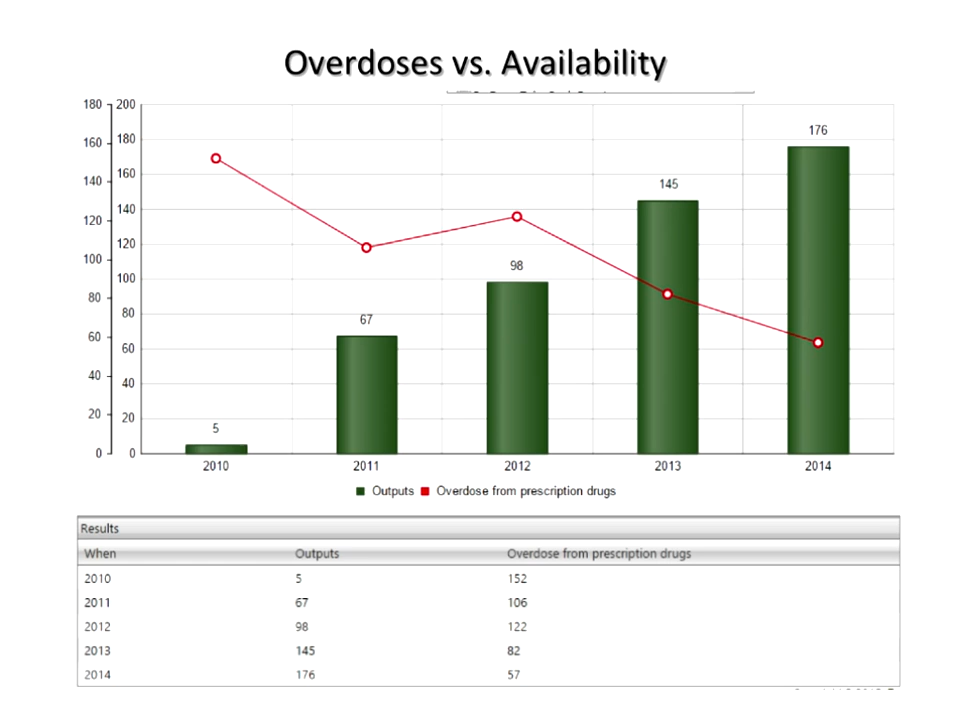 Overdoses vs. Availability
180 200
160 180
140 160
120 140
100 120
80 100
60 80
40 60
20 40
0 20
0
5
67
98
145
176
2010 2011 2012 2013 2014
Outputs Overdose from prescription drugs
Results
When Outputs Overdose from prescription drugs
2010 5 152
2011 67 106
2012 98 122
2013 145 82
2014 176 57